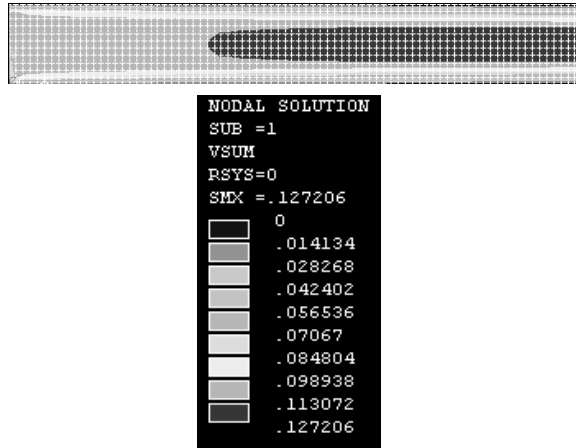 NODAL SOLUTION
SUB =1
VSUM
RSYS=0
SMX =.127206
0
.014134
.028268
.042402
.056536
.07067
.084804
.098938
.113072
.127206